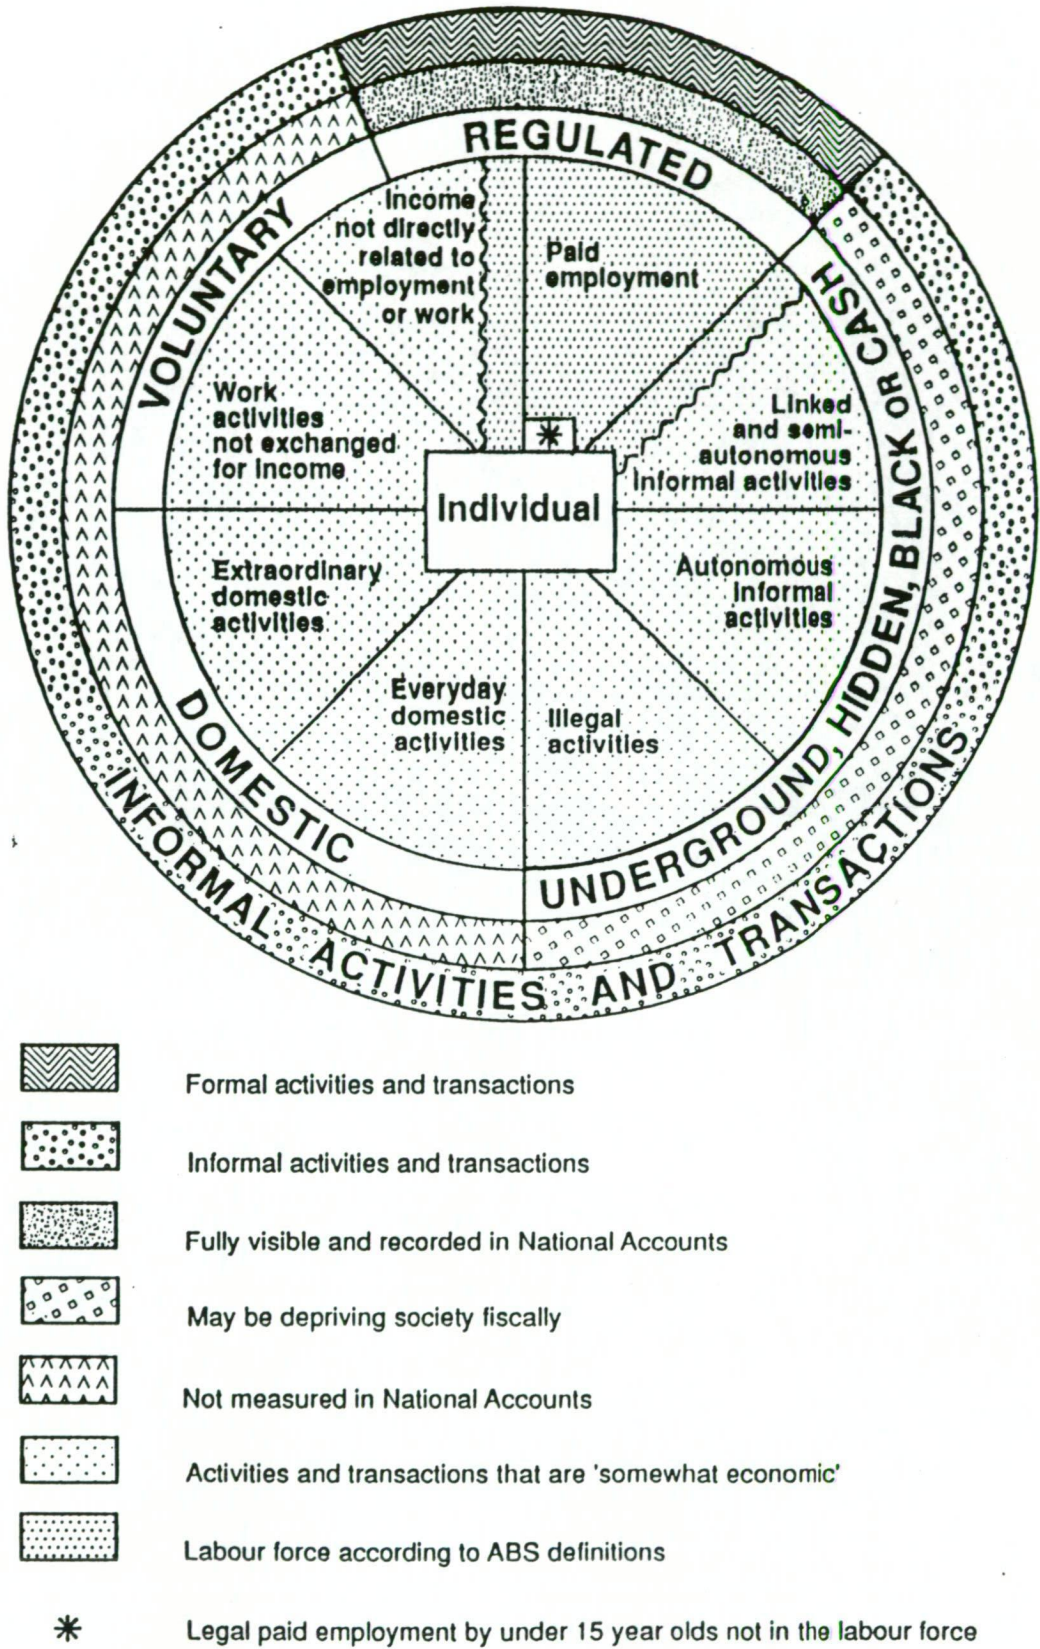 REGULATED
VOLUNTARY
UNDERGROUND, HIDDEN, BLACK OR CASH
DOMESTIC
INFORMAL ACTIVITIES AND TRANSACTIONS
Income
not directly
related to
employment
or work
Paid
employment
Work
activities
not exchanged
for income
*
Linked
and semi-
autonomous
informal activities
Individual
Extraordinary
domestic
activities
Autonomous
informal
activities
Everyday
domestic
activities
Illegal
activities
Formal activities and transactions
Informal activities and transactions
Fully visible and recorded in National Accounts
May be depriving society fiscally
Not measured in National Accounts
Activities and transactions that are 'somewhat economic'
Labour force according to ABS definitions
* Legal paid employment by under 15 year olds not in the labour force